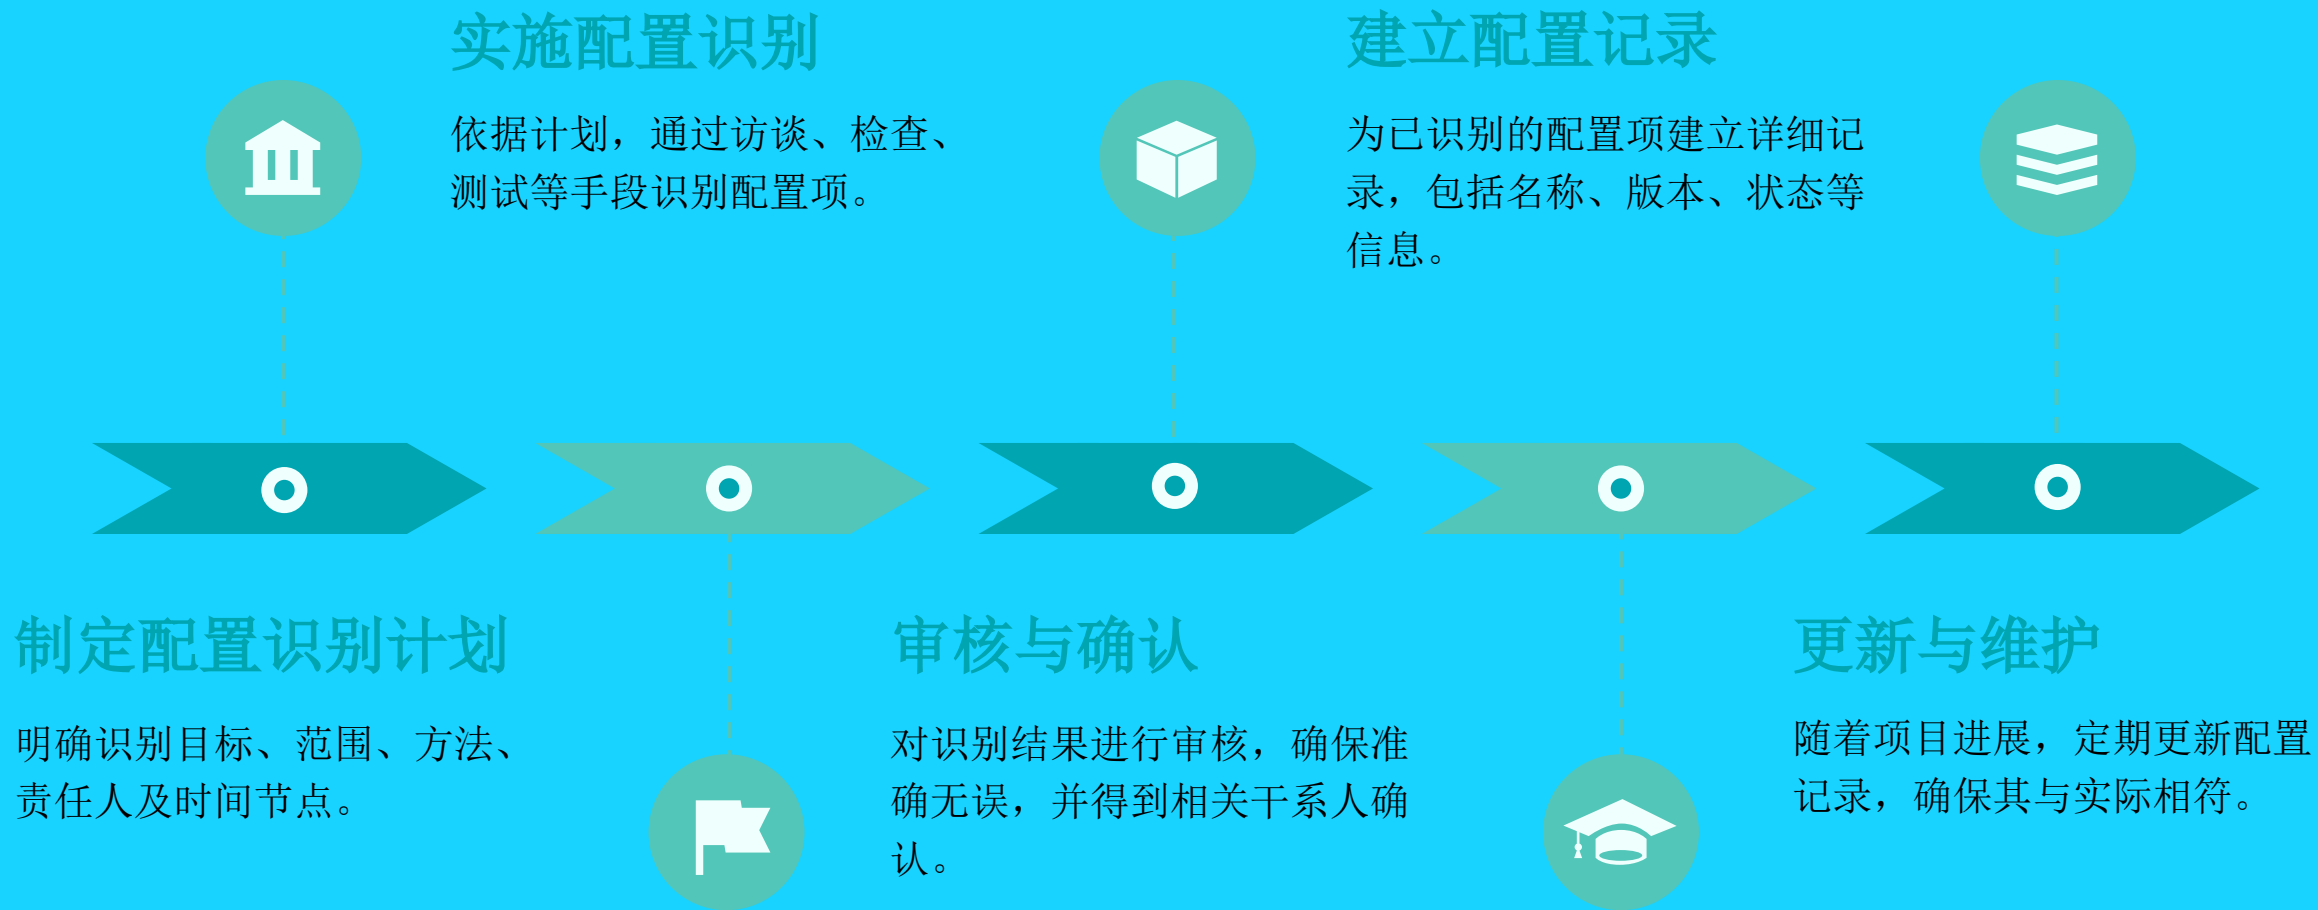 实施配置识别
依据计划，通过访谈、检查、
测试等手段识别配置项。
建立配置记录
为已识别的配置项建立详细记
录，包括名称、版本、状态等
信息。
制定配置识别计划
明确识别目标、范围、方法、
责任人及时间节点。
审核与确认
对识别结果进行审核，确保准
确无误，并得到相关干系人确
认。
更新与维护
随着项目进展，定期更新配置
记录，确保其与实际相符。